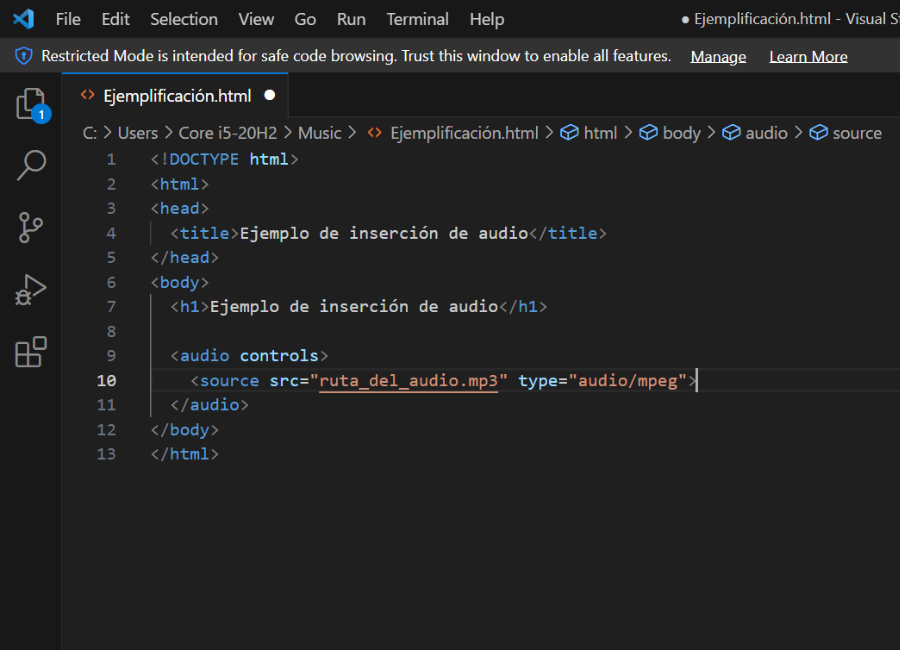 File Edit Selection View Go Run Terminal Help ● Ejemplificación.html - Visual
Restricted Mode is intended for safe code browsing. Trust this window to enable all features. Manage Learn More
<> Ejemplificación.html ●
1
C: > Users > Core i5-20H2 > Music > <> Ejemplificación.html > html > body > audio > source
1 <!DOCTYPE html>
2 <html>
3 <head>
4 <title>Ejemplo de inserción de audio</title>
5 </head>
6 <body>
7 <h1>Ejemplo de inserción de audio</h1>
8
9 <audio controls>
10 <source src="ruta_del_audio.mp3" type="audio/mpeg">
11 </audio>
12 </body>
13 </html>